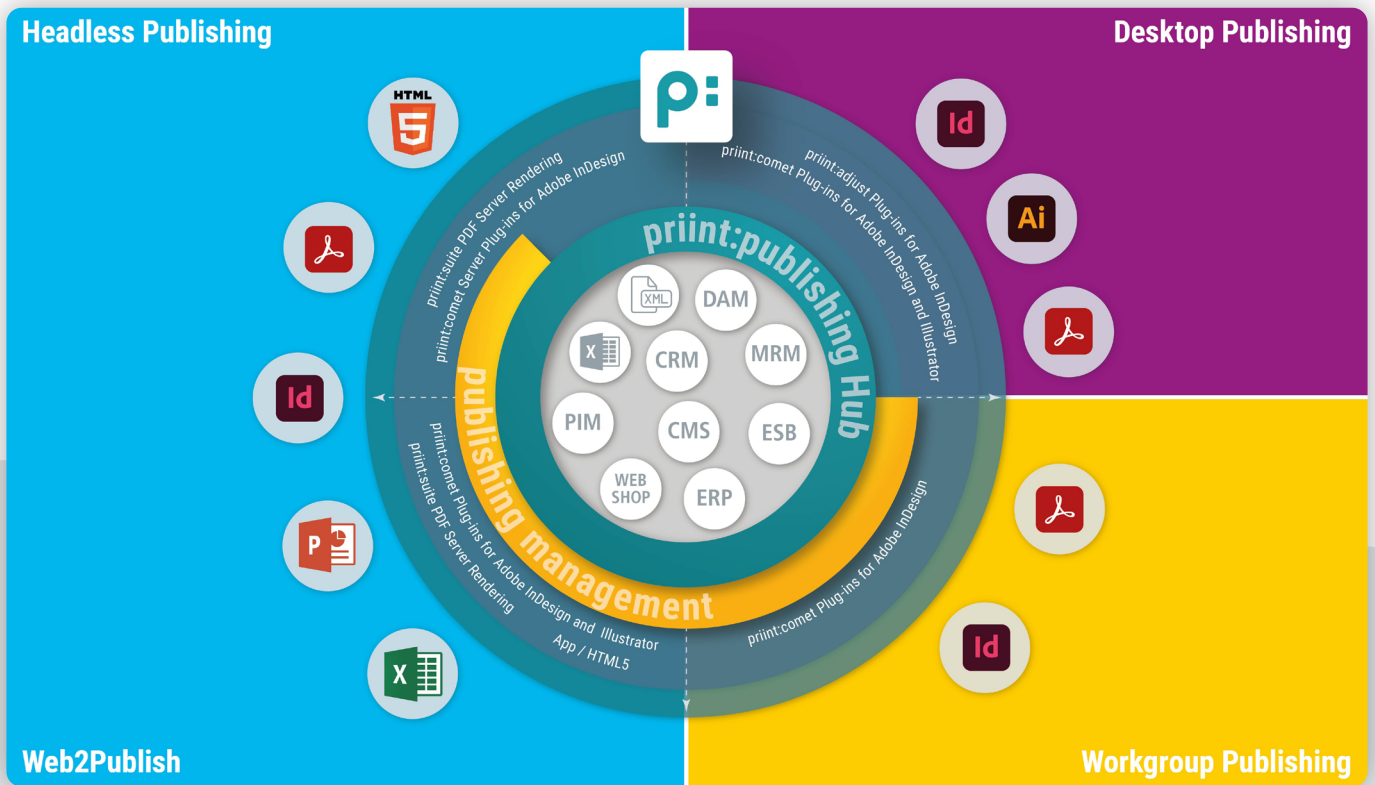 Headless Publishing
Desktop Publishing
p:
HTML
5
Id
Ai
Id
P
X
Id
priint:suite PDF Server Rendering
priint:comet Server Plug-ins for Adobe InDesign
priint:adjust Plug-ins for Adobe InDesign
priint:comet Plug-ins for Adobe InDesign and Illustrator
priint:publishing Hub
publishing management
XML
DAM
X
CRM
MRM
PIM
CMS
ESB
WEB
SHOP
ERP
priint:comet Plug-ins for Adobe InDesign and Illustrator
priint:suite PDF Server Rendering
App / HTML5
priint:comet Plug-ins for Adobe InDesign
Web2Publish
Workgroup Publishing